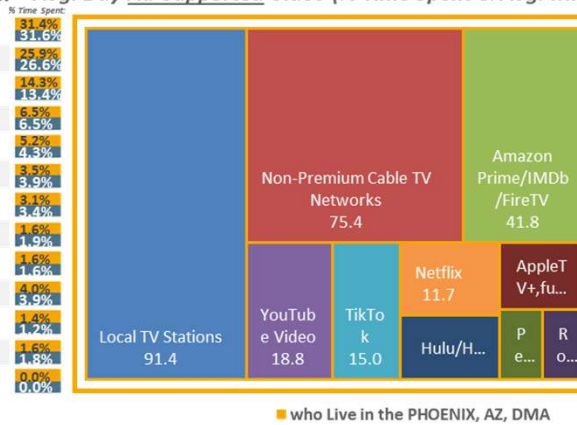 % Time Spent:
31.4%
31.6%
25.9%
26.6%
14.3%
13.4%
6.5%
6.5%
5.2%
4.3%
3.5%
3.9%
3.1%
3.4%
1.6%
1.9%
1.6%
1.6%
4.0%
3.9%
1.4%
1.2%
1.6%
1.8%
0.0%
0.0%
Local TV Stations
91.4
Non-Premium Cable TV
Networks
75.4
Amazon
Prime/IMDb
/FireTV
41.8
YouTub
e Video
18.8
TikTo
k
15.0
Netflix
11.7
Hulu/H...
AppleT
V+,fu...
P
e...
R
o...
who Live in the PHOENIX, AZ, DMA